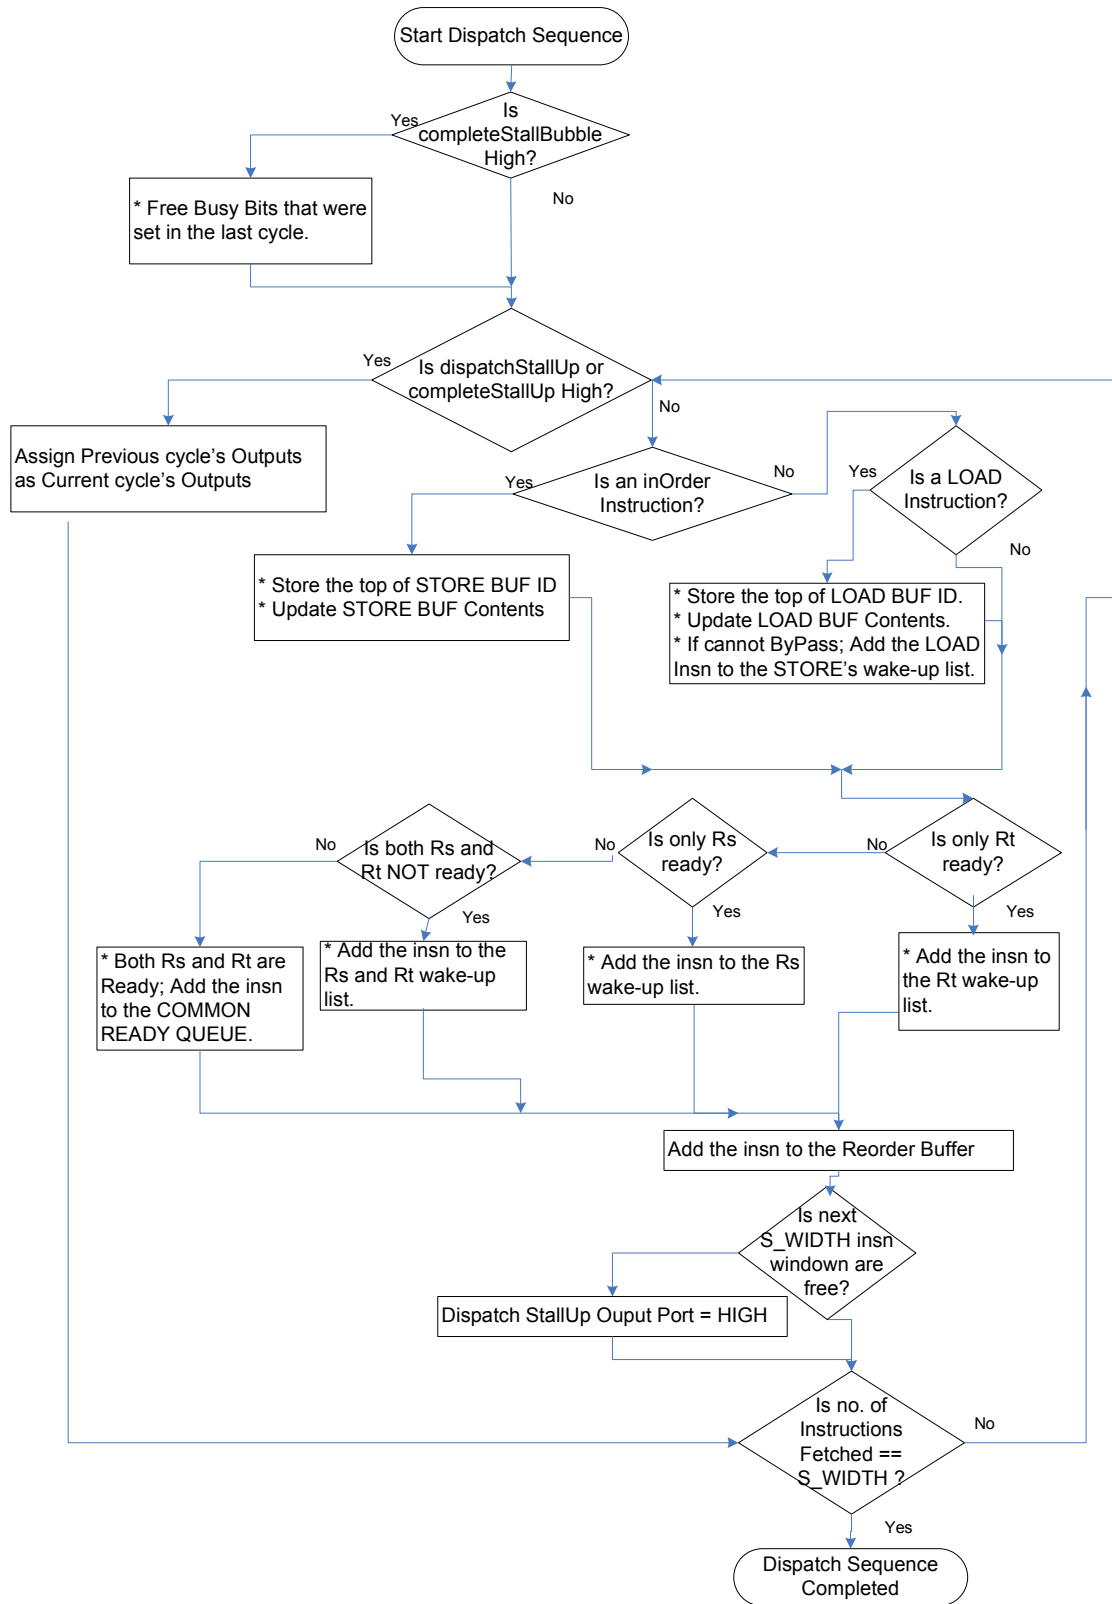 Start Dispatch Sequence
Is
completeStallBubble
High?
Yes
No
* Free Busy Bits that were
set in the last cycle.
Is dispatchStallUp or
completeStallUp High?
Yes
No
Assign Previous cycle's Outputs
as Current cycle's Outputs
Is an inOrder
Instruction?
Yes
No
Is a LOAD
Instruction?
Yes
No
* Store the top of STORE BUF ID
* Update STORE BUF Contents
* Store the top of LOAD BUF ID.
* Update LOAD BUF Contents.
* If cannot ByPass; Add the LOAD
Insn to the STORE's wake-up list.
Is both Rs and
Rt NOT ready?
No
Yes
Is only Rs
ready?
No
Yes
Is only Rt
ready?
No
Yes
* Both Rs and Rt are
Ready; Add the insn
to the COMMON
READY QUEUE.
* Add the insn to
the Rs and Rt wake-up
list.
* Add the insn to the Rs
wake-up list.
* Add the insn to
the Rt wake-up
list.
Add the insn to the Reorder Buffer
Is next
S_WIDTH insn
windown are
free?
Dispatch StallUp Ouput Port = HIGH
Is no. of
Instructions
Fetched ==
S_WIDTH ?
No
Yes
Dispatch Sequence
Completed